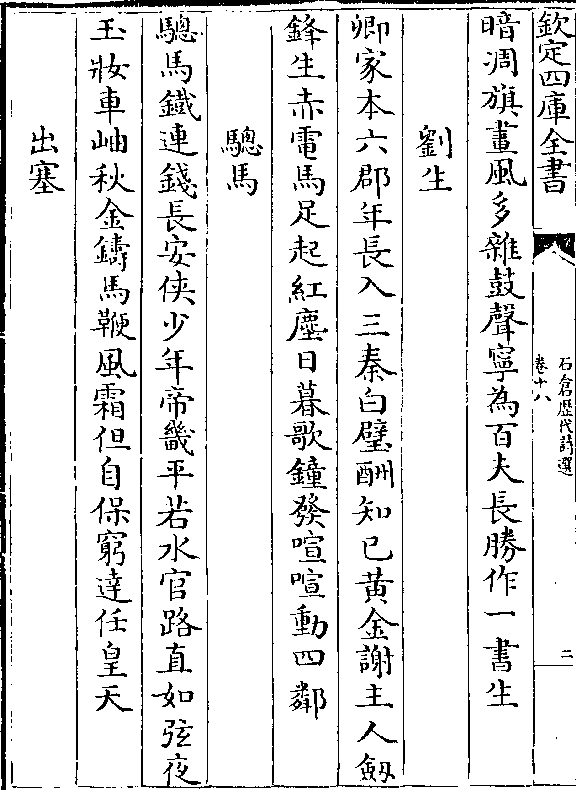 欽定四庫全書
石倉歴代詩選
卷十八
二
暗凋旗畫風多雜鼓聲寧為百夫長勝作一書生
劉生
卿家本六郡年長入三秦白璧酬知已黄金謝主人劔
鋒生赤電馬足起紅塵日暮歌鐘發喧喧動四鄰
驄馬
驄馬鐵連錢長安俠少年帝畿平若水官路直如弦夜
玉妝車岫秋金鑄馬鞭風霜但自保窮達任皇天
出塞